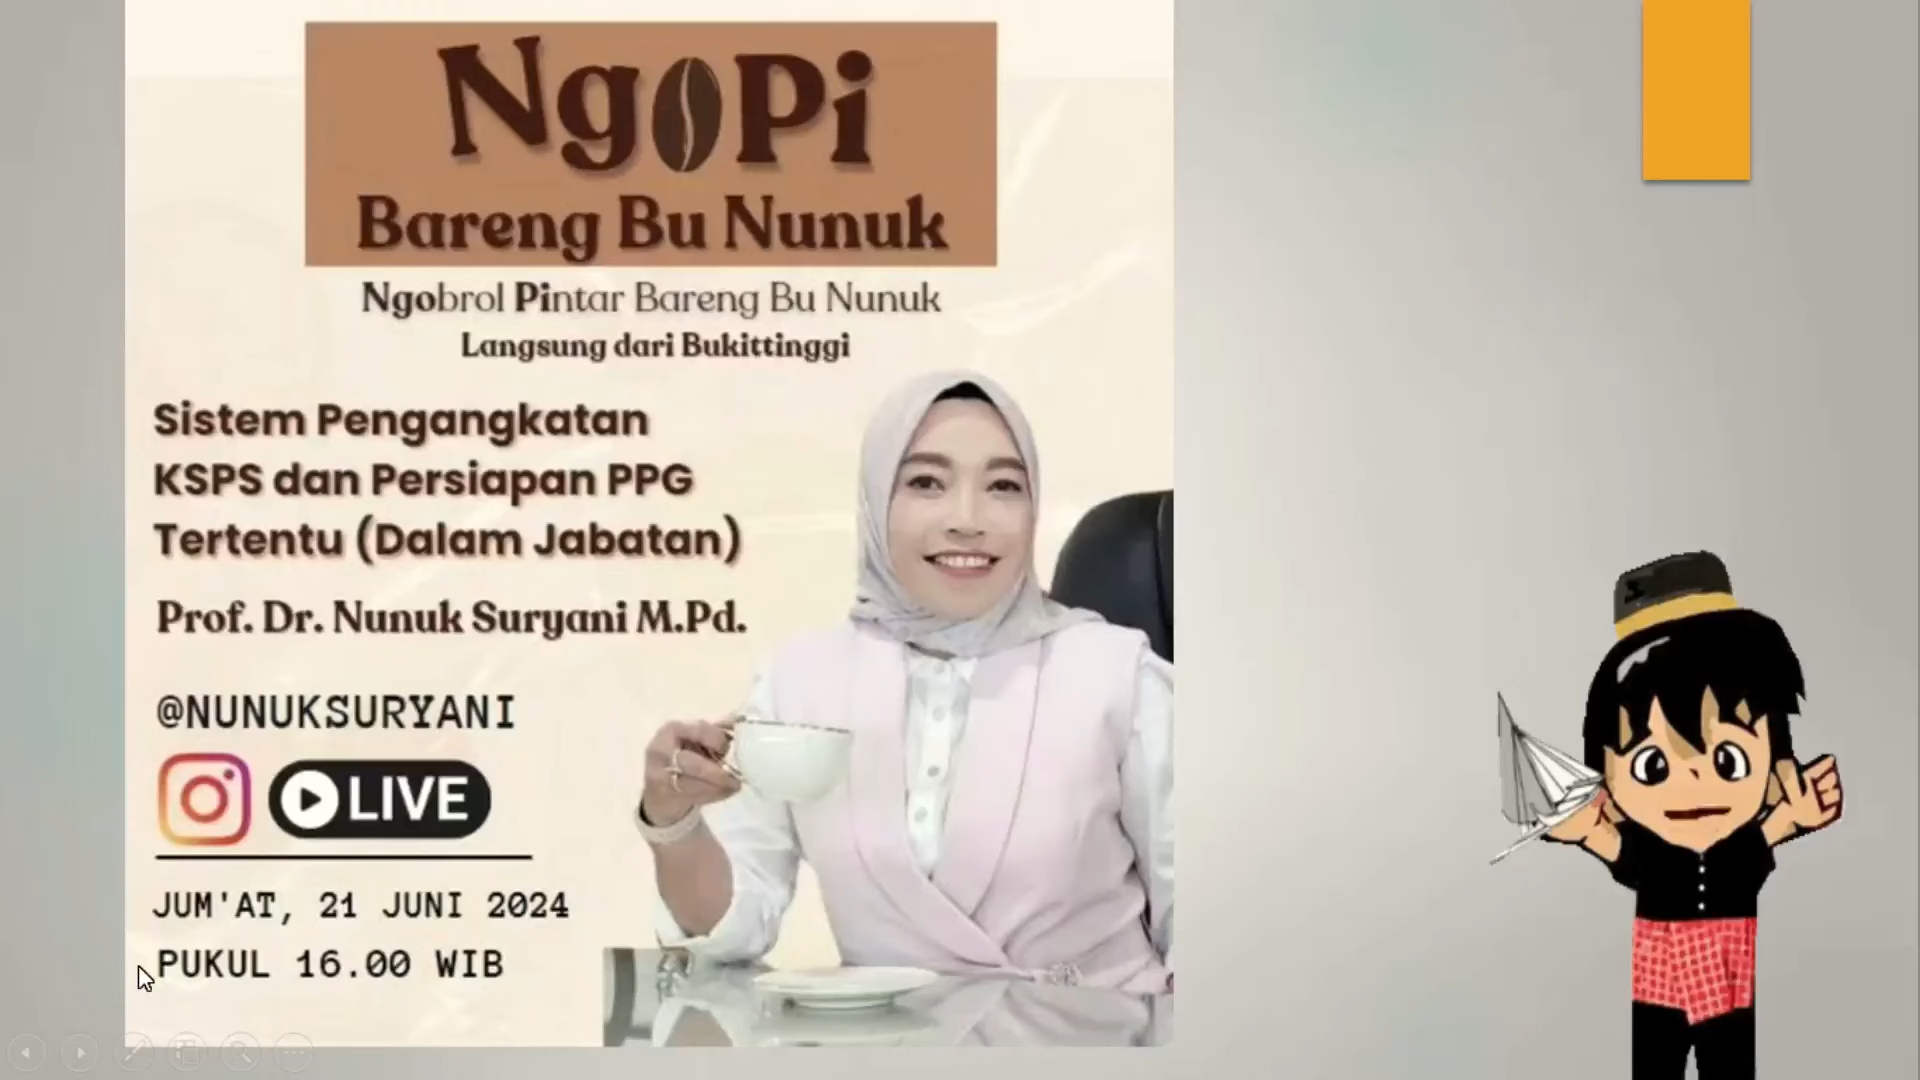 NgoPi
Bareng Bu Nunuk
Ngobrol Pintar Bareng Bu Nunuk
Langsung dari Bukittinggi
Sistem Pengangkatan
KSPS dan Persiapan PPG
Tertentu (Dalam Jabatan)
Prof. Dr. Nunuk Suryani M.Pd.
@NUNUKSURYANI
LIVE
JUM'AT, 21 JUNI 2024
PUKUL 16.00 WIB